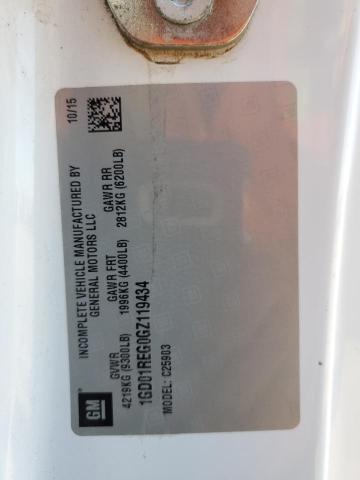 GM
INCOMPLETE VEHICLE MANUFACTURED BY
GENERAL MOTORS LLC
10/15
GVWR GAWR FRT GAWR RR
4219KG (9300LB) 1996KG (4400LB) 2812KG (6200LB)
1GD01REG0GZ119434
MODEL: C25903